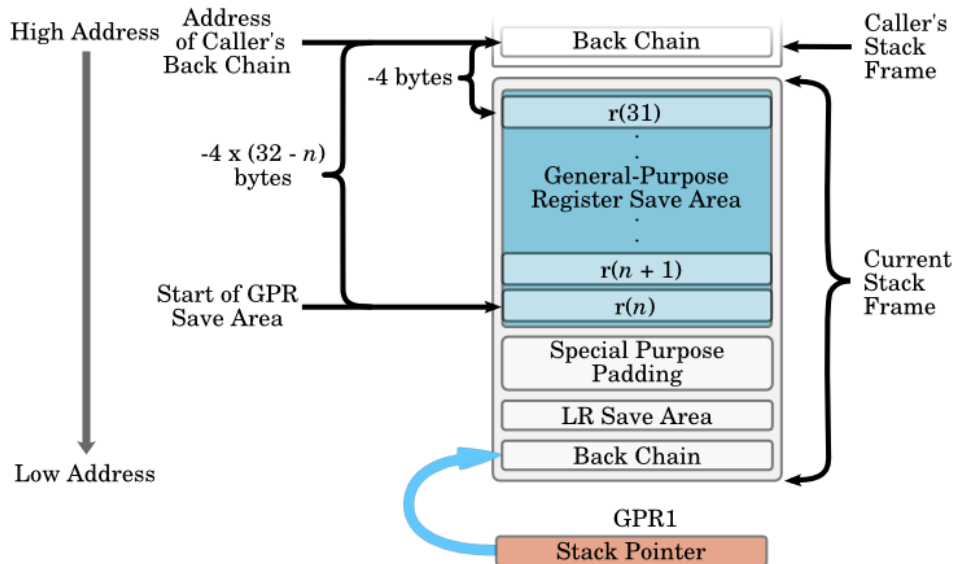 High Address
Address
of Caller's
Back Chain
Back Chain
Caller's
Stack
Frame
-4 bytes
r(31)
-4 x (32 - n)
bytes
General-Purpose
Register Save Area
r(n + 1)
Current
Stack
Frame
Start of GPR
Save Area
r(n)
Special Purpose
Padding
LR Save Area
Back Chain
Low Address
GPR1
Stack Pointer